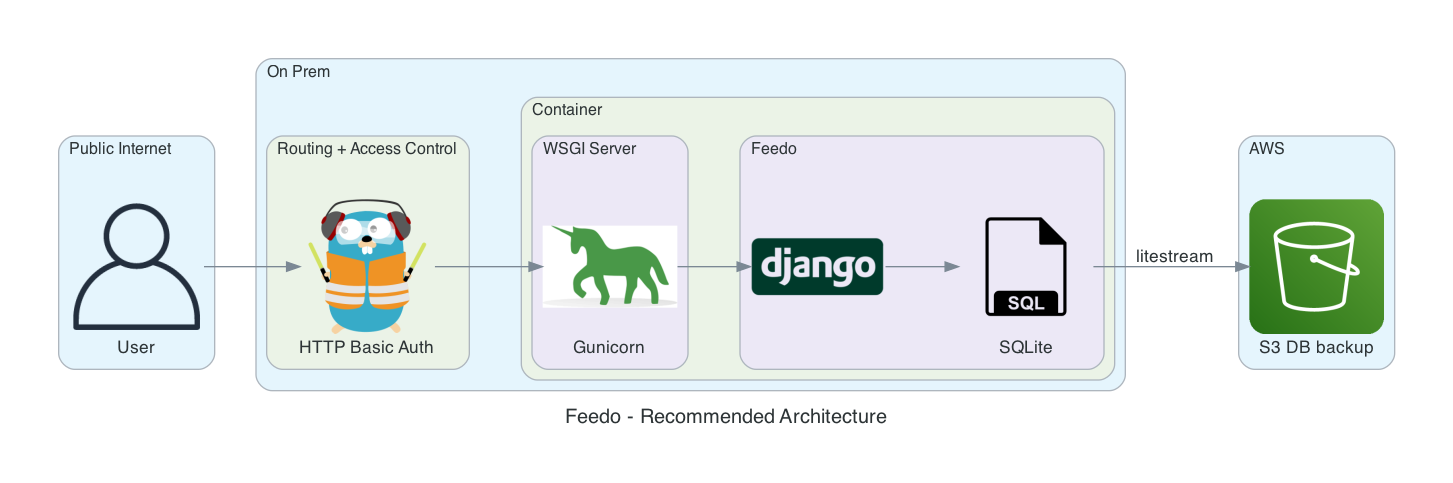 On Prem
Container
Public Internet
Routing + Access Control
WSGI Server
Feedo
AWS
django
SQL
litestream
User
HTTP Basic Auth
Gunicorn
SQLite
S3 DB backup
Feedo - Recommended Architecture